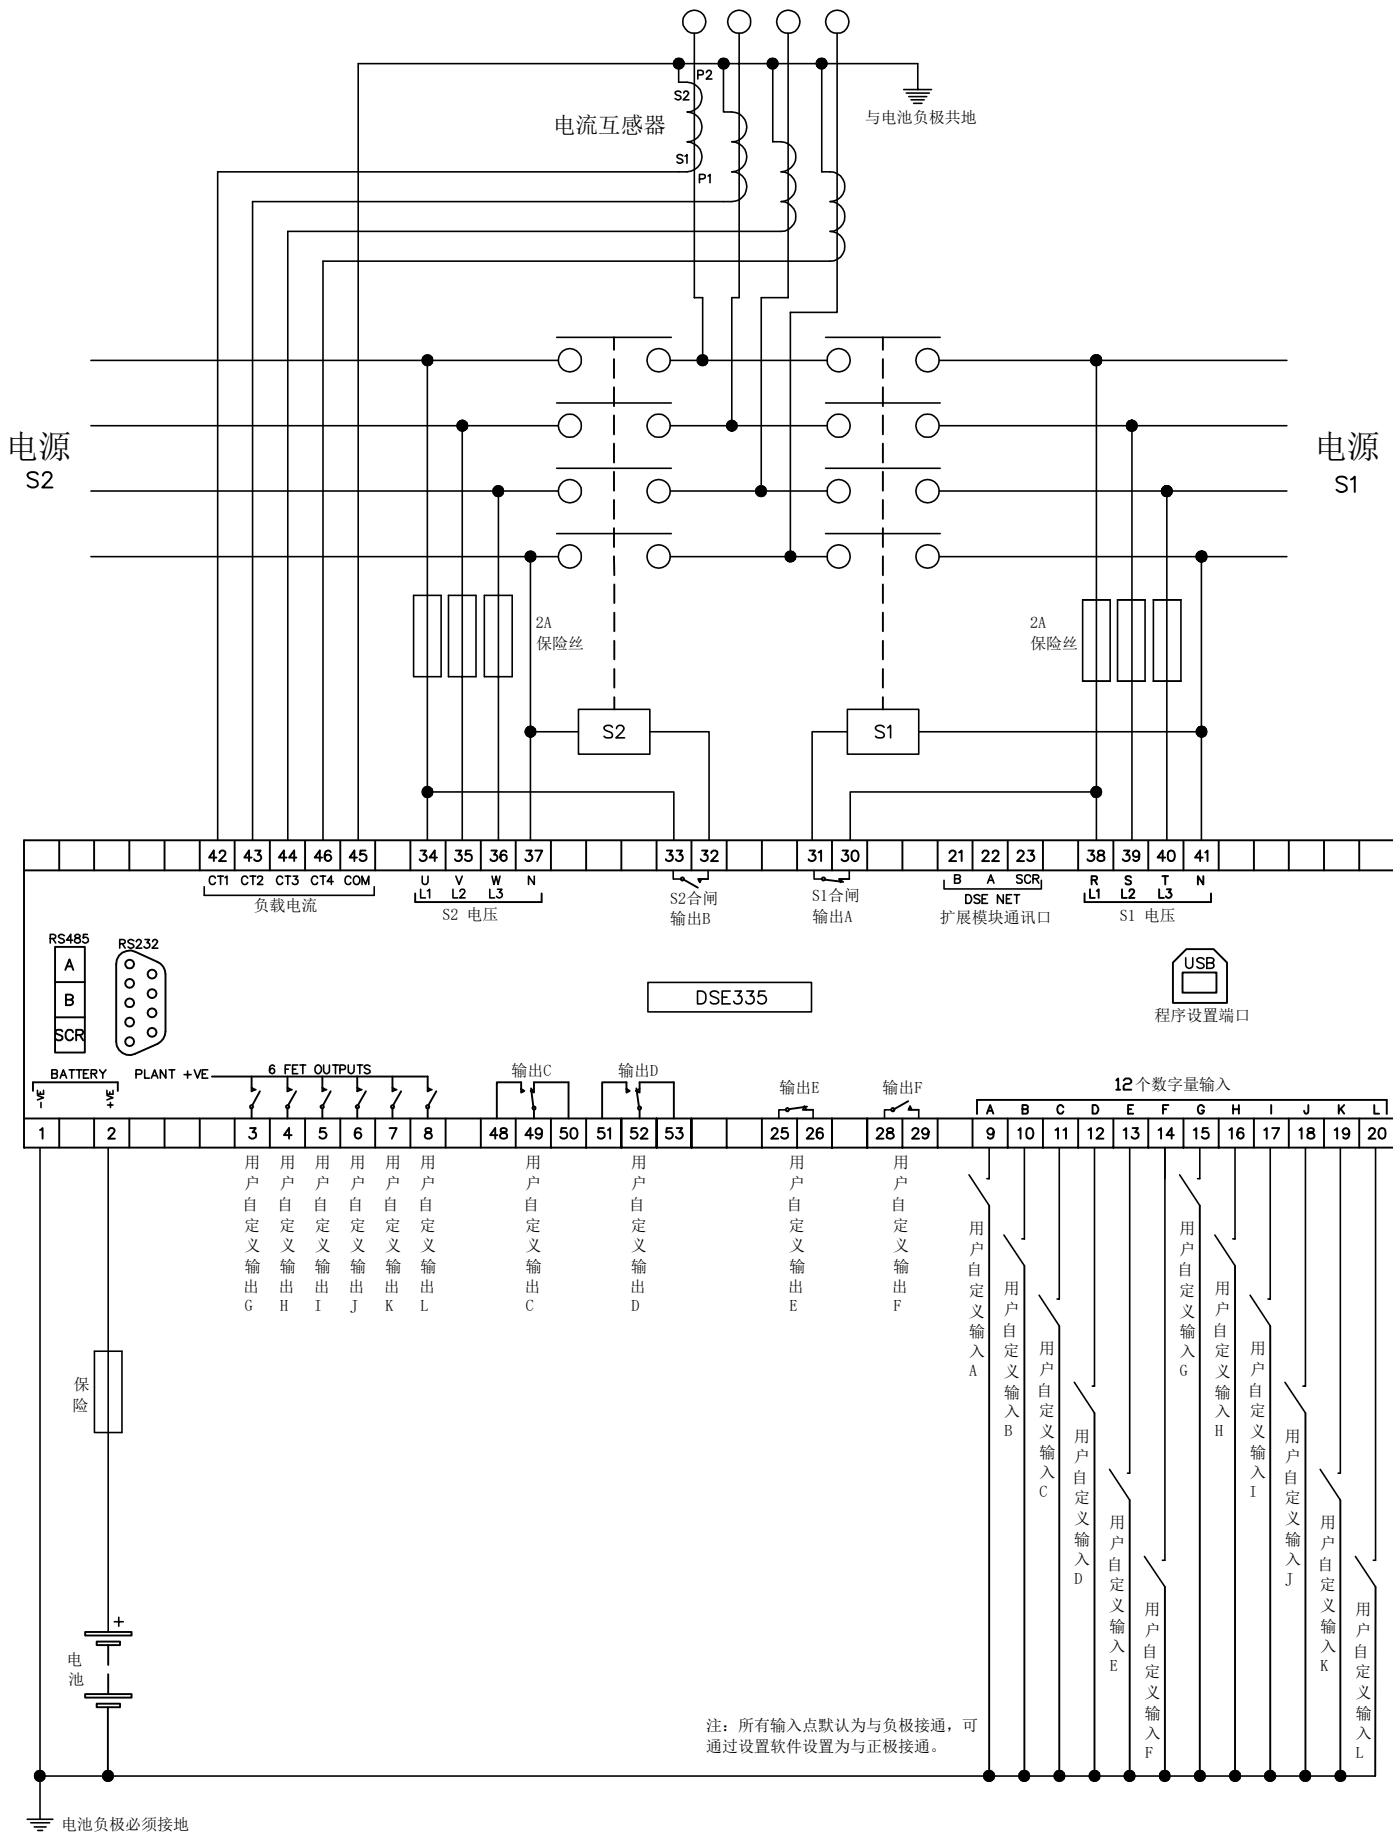 P2
S2
电流互感器
S1
P1
与电池负极共地
电源
S2
电源
S1
2A
保险丝
2A
保险丝
S2
S1
42 43 44 46 45 34 35 36 37 33 32 31 30 21 22 23 38 39 40 41
CT1 CT2 CT3 CT4 COM
负载电流
U V W N
L1 L2 L3
S2 电压
S2合闸
输出B
S1合闸
输出A
B A SCR
DSE NET
扩展模块通讯口
R S T N
L1 L2 L3
S1 电压
RS485
A
B
SCR
RS232
DSE335
USB
程序设置端口
BATTERY
-VE
+VE
PLANT +VE
6 FET OUTPUTS
输出C
输出D
输出E
输出F
12个数字量输入
A B C D E F G H I J K L
1 2 3 4 5 6 7 8 48 49 50 51 52 53 25 26 28 29 9 10 11 12 13 14 15 16 17 18 19 20
用户自定义输出G
用户自定义输出H
用户自定义输出I
用户自定义输出J
用户自定义输出K
用户自定义输出L
用户自定义输出C
用户自定义输出D
用户自定义输出E
用户自定义输出F
用户自定义输入A
用户自定义输入B
用户自定义输入C
用户自定义输入D
用户自定义输入E
用户自定义输入F
用户自定义输入G
用户自定义输入H
用户自定义输入I
用户自定义输入J
用户自定义输入K
用户自定义输入L
保险
+
电池
注：所有输入点默认为与负极接通，可
通过设置软件设置为与正极接通。
电池负极必须接地